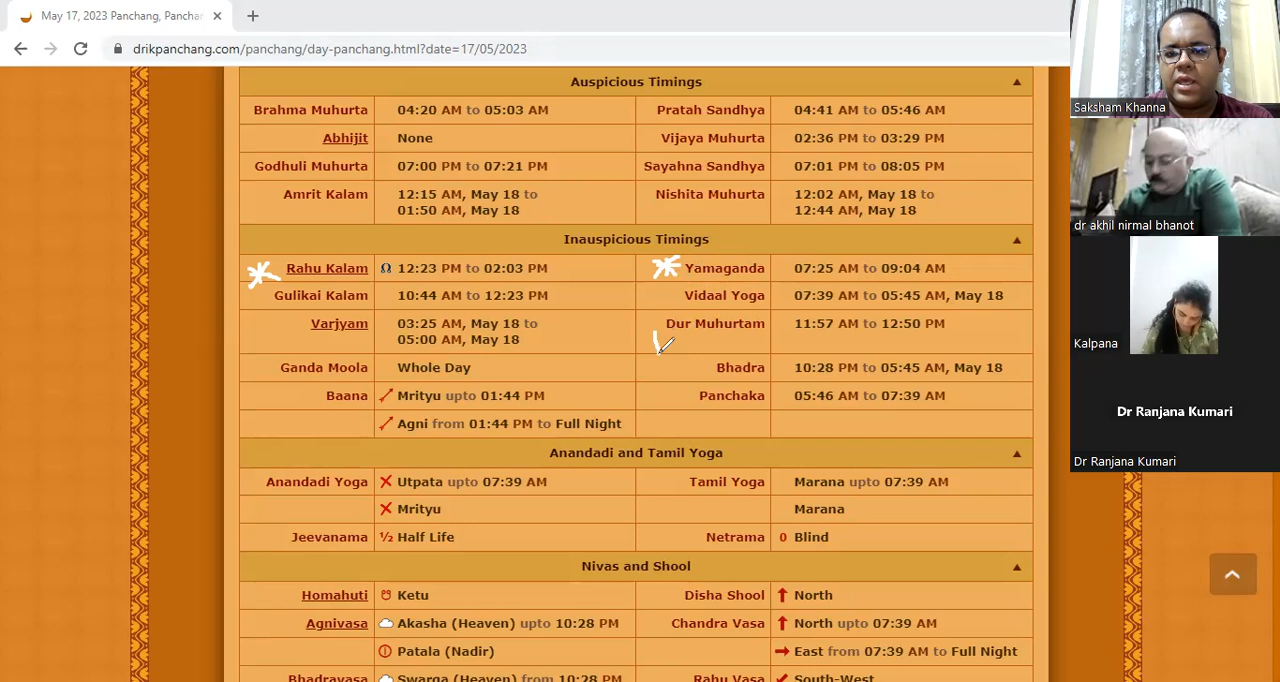 May 17, 2023 Panchang, Panchan
drikpanchang.com/panchang/day-panchang.html?date=17/05/2023
Auspicious Timings
Brahma Muhurta 04:20 AM to 05:03 AM Pratah Sandhya 04:41 AM to 05:46 AM
Abhijit None Vijaya Muhurta 02:36 PM to 03:29 PM
Godhuli Muhurta 07:00 PM to 07:21 PM Sayahna Sandhya 07:01 PM to 08:05 PM
Amrit Kalam 12:15 AM, May 18 to Nishita Muhurta 12:02 AM, May 18 to
01:50 AM, May 18 12:44 AM, May 18
Inauspicious Timings
Rahu Kalam 12:23 PM to 02:03 PM Yamaganda 07:25 AM to 09:04 AM
Gulikai Kalam 10:44 AM to 12:23 PM Vidaal Yoga 07:39 AM to 05:45 AM, May 18
Varjyam 03:25 AM, May 18 to Dur Muhurtam 11:57 AM to 12:50 PM
05:00 AM, May 18
Ganda Moola Whole Day Bhadra 10:28 PM to 05:45 AM, May 18
Baana Mrityu upto 01:44 PM Panchaka 05:46 AM to 07:39 AM
Agni from 01:44 PM to Full Night
Anandadi and Tamil Yoga
Anandadi Yoga Utpata upto 07:39 AM Tamil Yoga Marana upto 07:39 AM
Mrityu Marana
Jeevanama ½ Half Life Netrama 0 Blind
Nivas and Shool
Homahuti Ketu Disha Shool North
Agnivasa Akasha (Heaven) upto 10:28 PM Chandra Vasa North upto 07:39 AM
Patala (Nadir) East from 07:39 AM to Full Night
Bhadravasa Swarga (Heaven) from 10:28 PM Rahu Vasa South-West
Saksham Khanna
dr akhil nirmal bhanot
Kalpana
Dr Ranjana Kumari
Dr Ranjana Kumari